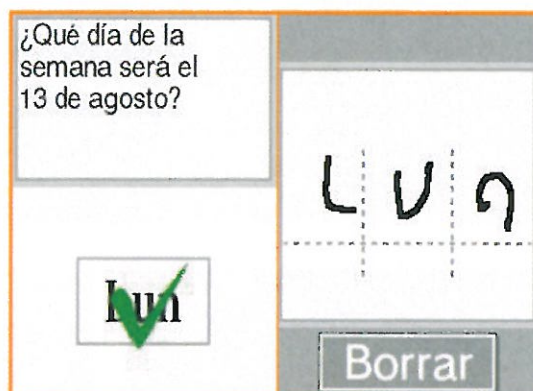 ¿Qué día de la
semana será el
13 de agosto?
Lun
Lun
Borrar